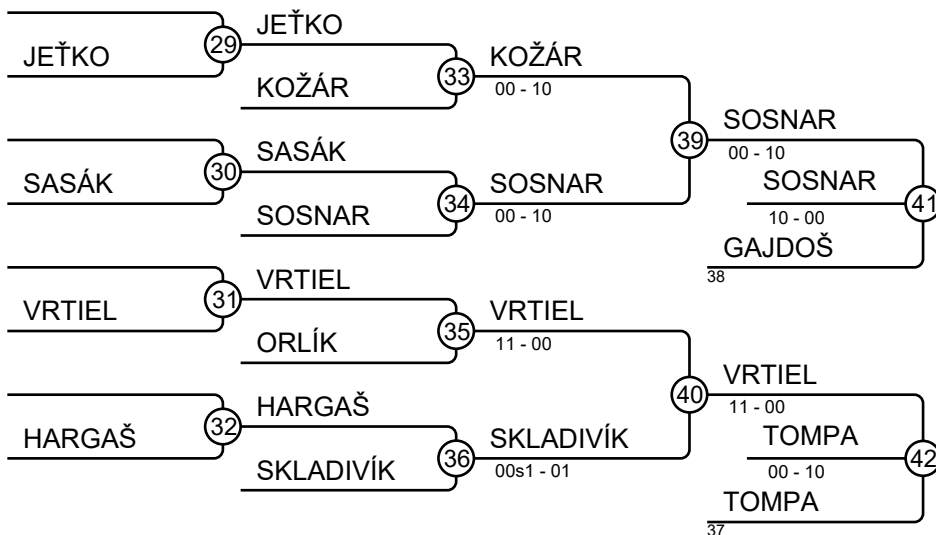 JEŤKO
29
JEŤKO
KOŽÁR
33
KOŽÁR
00 - 10
SASÁK
30
SASÁK
SOSNAR
34
SOSNAR
00 - 10
39
SOSNAR
00 - 10
SOSNAR
10 - 00
41
GAJDOŠ
38
VRTIEL
31
VRTIEL
ORLÍK
35
VRTIEL
11 - 00
HARGAŠ
32
HARGAŠ
SKLADIVÍK
36
SKLADIVÍK
00s1 - 01
40
VRTIEL
11 - 00
TOMPA
00 - 10
42
TOMPA
37